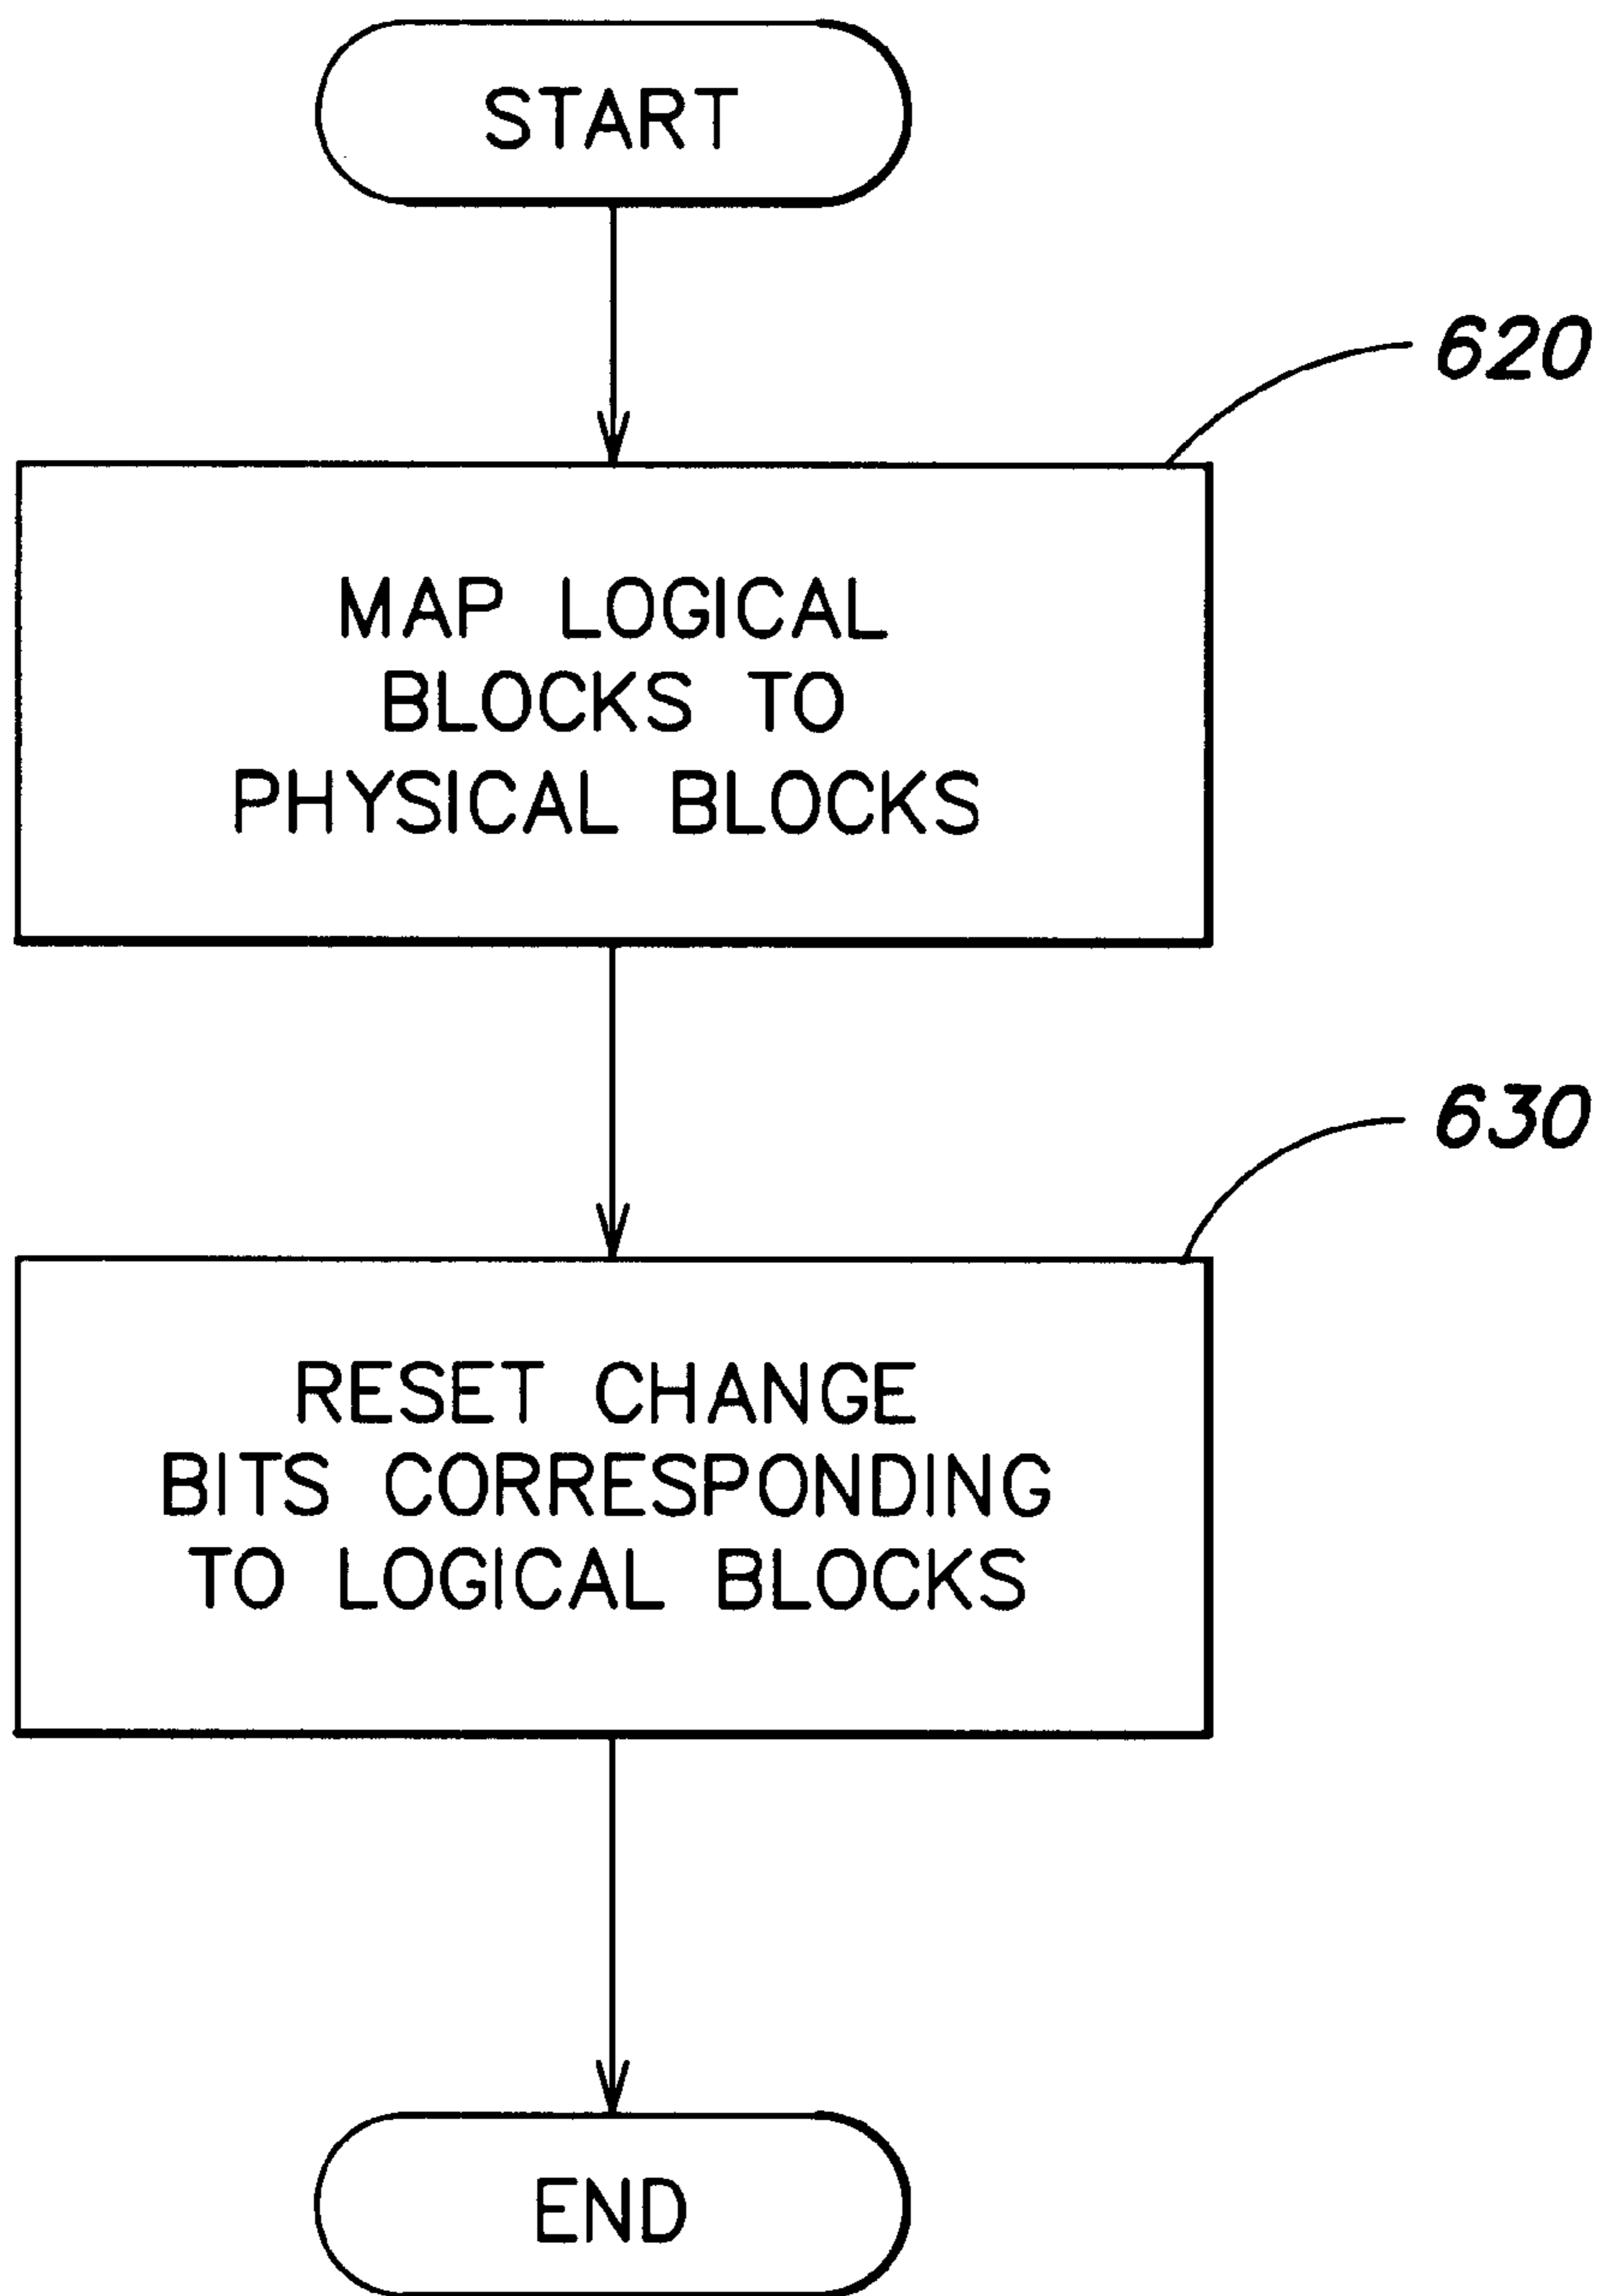 START
620
MAP LOGICAL
BLOCKS TO
PHYSICAL BLOCKS
630
RESET CHANGE
BITS CORRESPONDING
TO LOGICAL BLOCKS
END